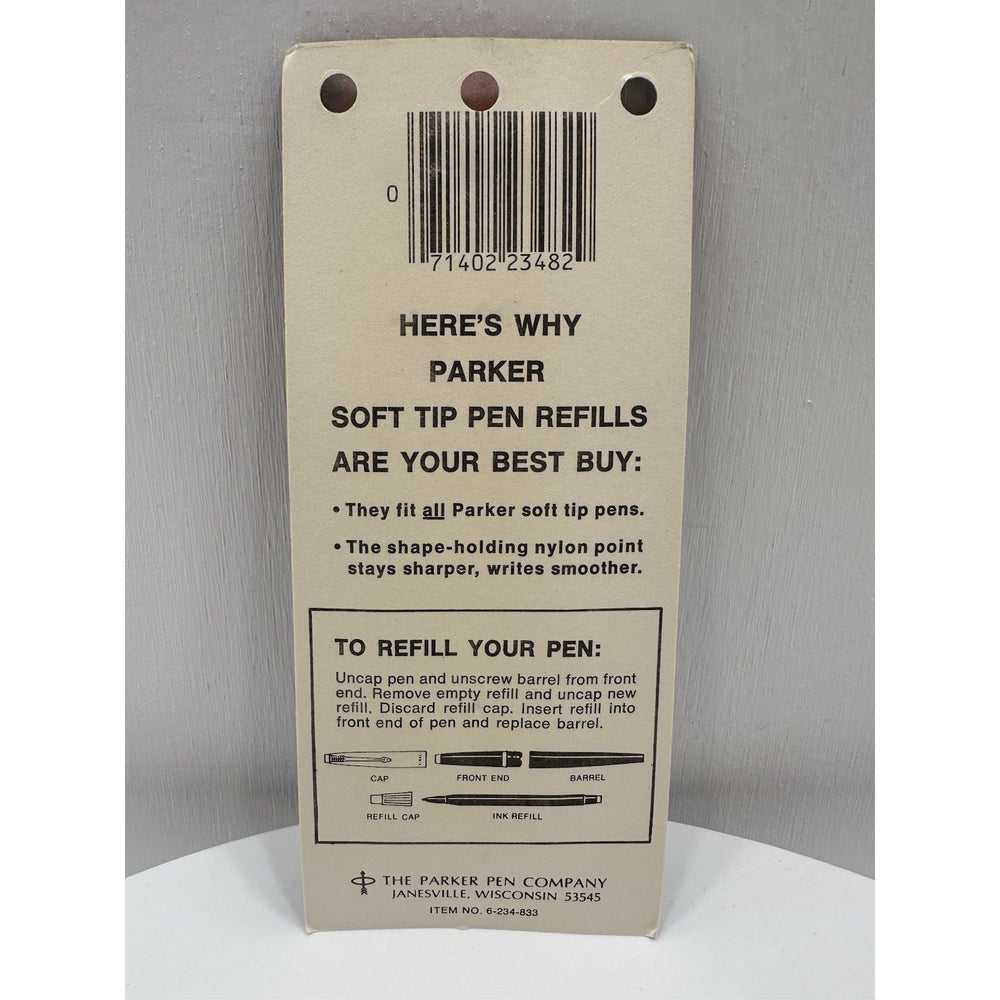 0
71402 23482
HERE'S WHY
PARKER
SOFT TIP PEN REFILLS
ARE YOUR BEST BUY:
• They fit all Parker soft tip pens.
• The shape-holding nylon point
stays sharper, writes smoother.
TO REFILL YOUR PEN:
Uncap pen and unscrew barrel from front
end. Remove empty refill and uncap new
refill. Discard refill cap. Insert refill into
front end of pen and replace barrel.
CAP
FRONT END
BARREL
REFILL CAP
INK REFILL
THE PARKER PEN COMPANY
JANESVILLE, WISCONSIN 53545
ITEM NO. 6-234-833